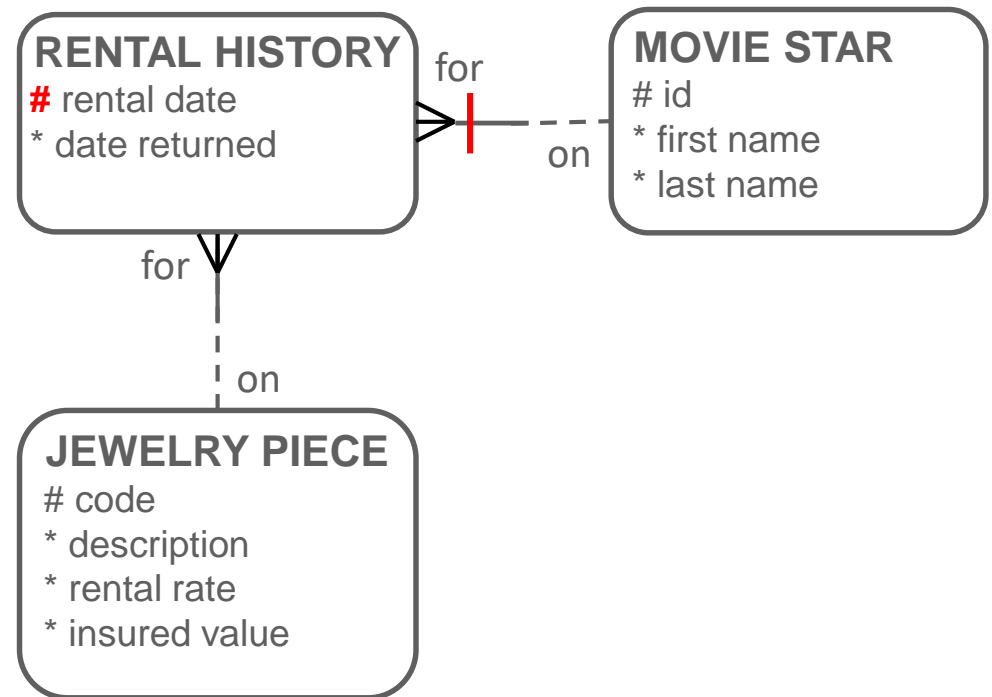 RENTAL HISTORY
# rental date
* date returned
for
on
MOVIE STAR
# id
* first name
* last name
for
on
JEWELRY PIECE
# code
* description
* rental rate
* insured value